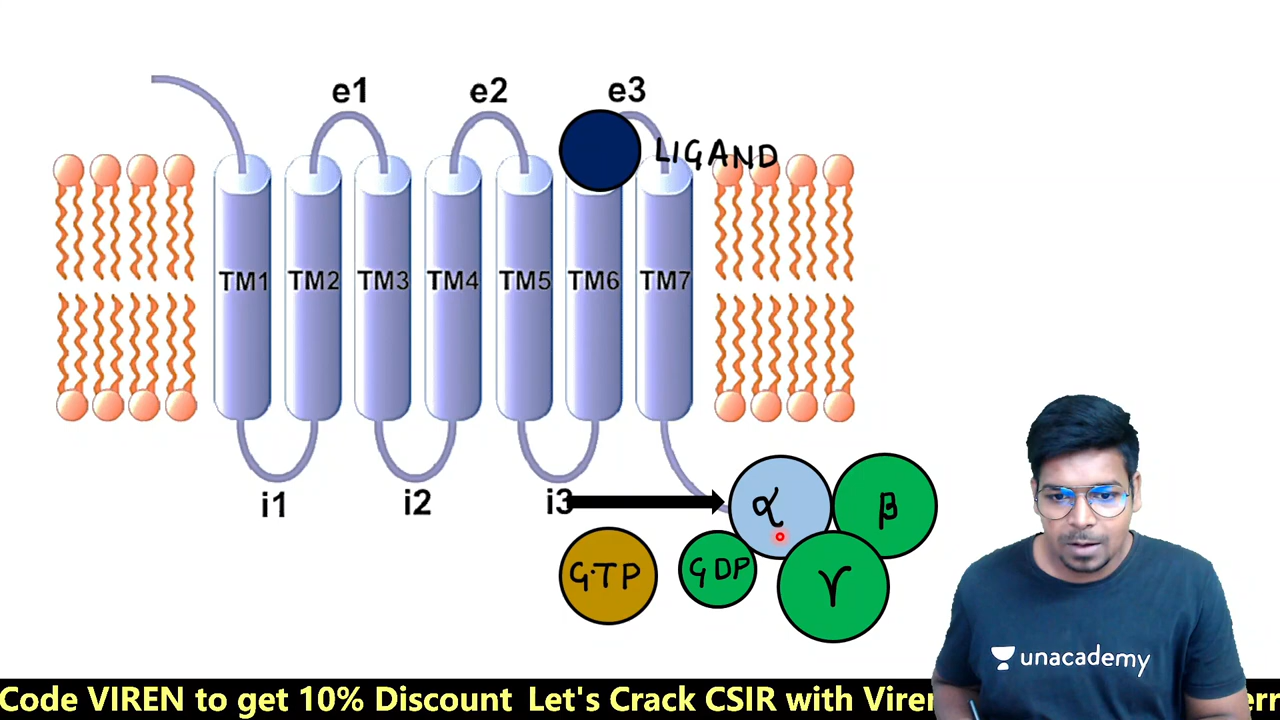 e1 e2 e3
LIGAND
TM1 TM2 TM3 TM4 TM5 TM6 TM7
i1 i2 i3
α β
GTP GDP γ
unacademy
Code VIREN to get 10% Discount Let's Crack CSIR with Viren